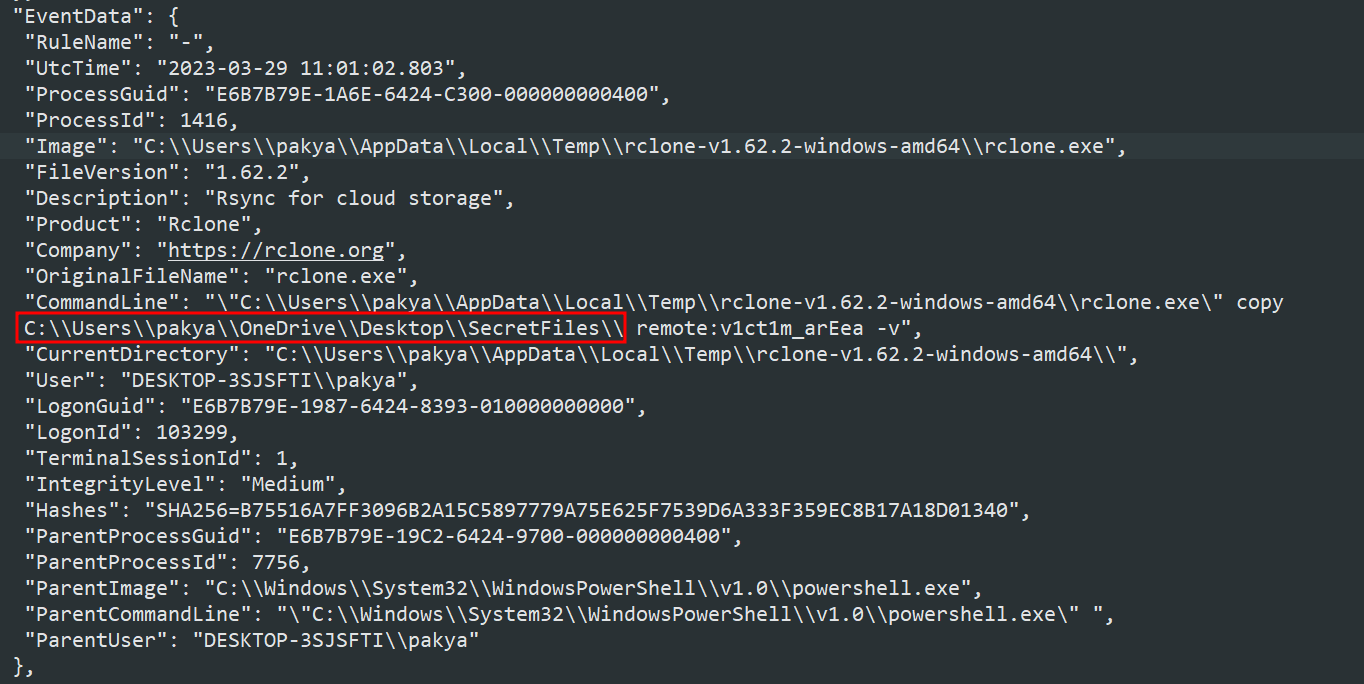 "EventData": {
"RuleName": "-",
"UtcTime": "2023-03-29 11:01:02.803",
"ProcessGuid": "E6B7B79E-1A6E-6424-C300-000000000400",
"ProcessId": 1416,
"Image": "C:\\Users\\pakya\\AppData\\Local\\Temp\\rclone-v1.62.2-windows-amd64\\rclone.exe",
"FileVersion": "1.62.2",
"Description": "Rsync for cloud storage",
"Product": "Rclone",
"Company": "https://rclone.org",
"OriginalFileName": "rclone.exe",
"CommandLine": "\"C:\\Users\\pakya\\AppData\\Local\\Temp\\rclone-v1.62.2-windows-amd64\\rclone.exe\" copy
C:\\Users\\pakya\\OneDrive\\Desktop\\SecretFiles\\ remote:v1ct1m_arEea -v",
"CurrentDirectory": "C:\\Users\\pakya\\AppData\\Local\\Temp\\rclone-v1.62.2-windows-amd64\\",
"User": "DESKTOP-3SJSFTI\\pakya",
"LogonGuid": "E6B7B79E-1987-6424-8393-010000000000",
"LogonId": 103299,
"TerminalSessionId": 1,
"IntegrityLevel": "Medium",
"Hashes": "SHA256=B75516A7FF3096B2A15C5897779A75E625F7539D6A333F359EC8B17A18D01340",
"ParentProcessGuid": "E6B7B79E-19C2-6424-9700-000000000400",
"ParentProcessId": 7756,
"ParentImage": "C:\\Windows\\System32\\WindowsPowerShell\\v1.0\\powershell.exe",
"ParentCommandLine": "\"C:\\Windows\\System32\\WindowsPowerShell\\v1.0\\powershell.exe\" ",
"ParentUser": "DESKTOP-3SJSFTI\\pakya"
},